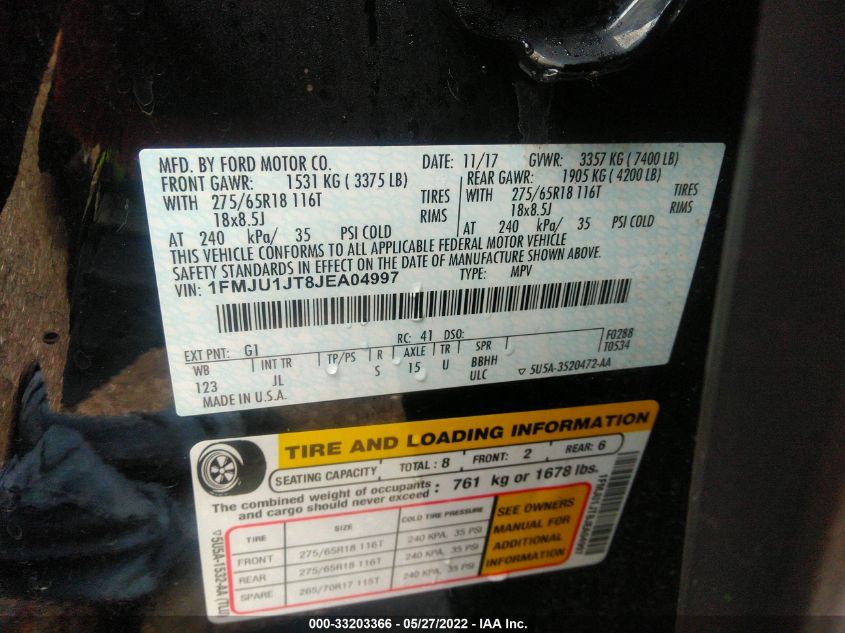 MFD. BY FORD MOTOR CO. DATE: 11/17 GVWR: 3357 KG ( 7400 LB)
FRONT GAWR: 1531 KG ( 3375 LB) REAR GAWR: 1905 KG ( 4200 LB)
WITH 275/65R18 116T TIRES WITH 275/65R18 116T TIRES
18x8.5J RIMS 18x8.5J RIMS
AT 240 kPa/ 35 PSI COLD AT 240 kPa/ 35 PSI COLD
THIS VEHICLE CONFORMS TO ALL APPLICABLE FEDERAL MOTOR VEHICLE
SAFETY STANDARDS IN EFFECT ON THE DATE OF MANUFACTURE SHOWN ABOVE.
VIN: 1FMJU1JT8JEA04997 TYPE: MPV
EXT PNT: G1 RC: 41 DSO: F0288
T0534
WB INT TR TP/PS R AXLE TR SPR
123 JL S 15 U BBHH
ULC
MADE IN U.S.A. ▽ 5U5A-3520472-AA
TIRE AND LOADING INFORMATION
SEATING CAPACITY TOTAL : 8 FRONT: 2 REAR: 6
The combined weight of occupants
and cargo should never exceed : 761 kg or 1678 lbs.
TIRE SIZE COLD TIRE PRESSURE
FRONT 275/65R18 116T 240 KPA, 35 PSI
REAR 275/65R18 116T 240 KPA, 35 PSI
SPARE 265/70R17 115T 240 KPA, 35 PSI
SEE OWNERS
MANUAL FOR
ADDITIONAL
INFORMATION
1FMJU1JT8JEA04997
▽5U5A-1532-AA (TLU)
000-33203366 - 05/27/2022 - IAA Inc.